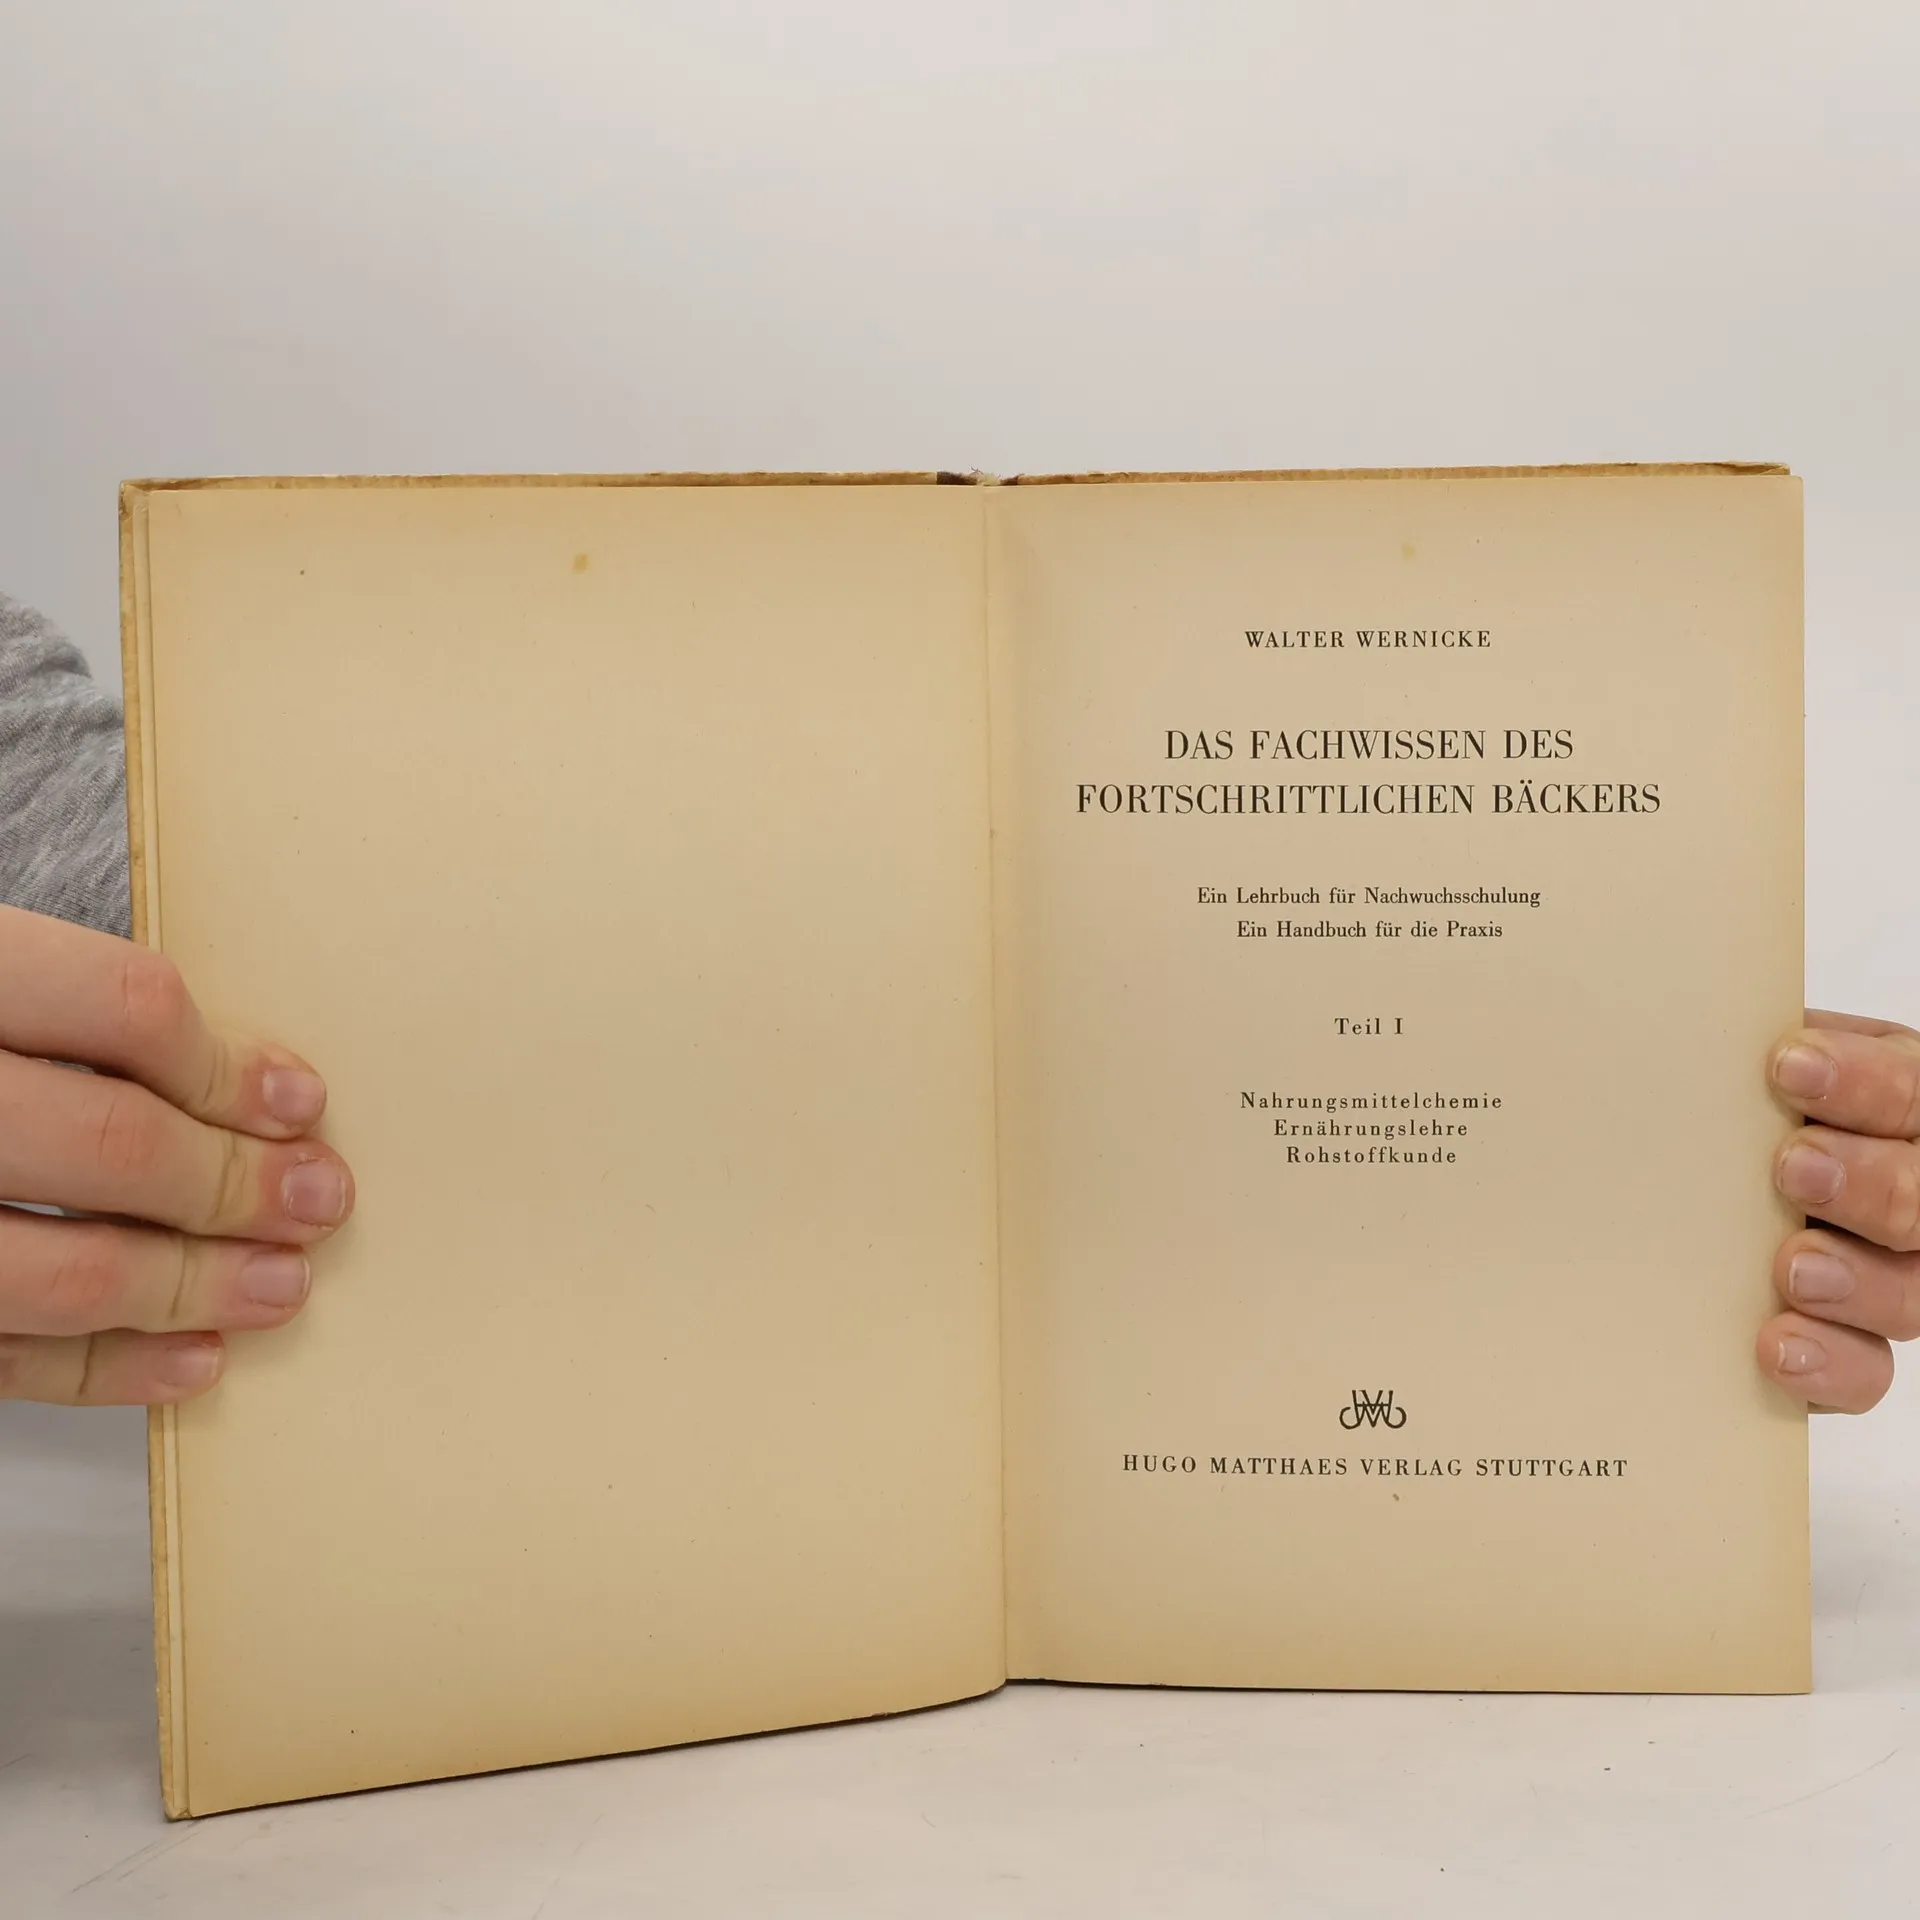 WALTER WERNICKE
DAS FACHWISSEN DES
FORTSCHRITTLICHEN BÄCKERS
Ein Lehrbuch für Nachwuchsschulung
Ein Handbuch für die Praxis
Teil I
Nahrungsmittelchemie
Ernährungslehre
Rohstoffkunde
HUGO MATTHAES VERLAG STUTTGART